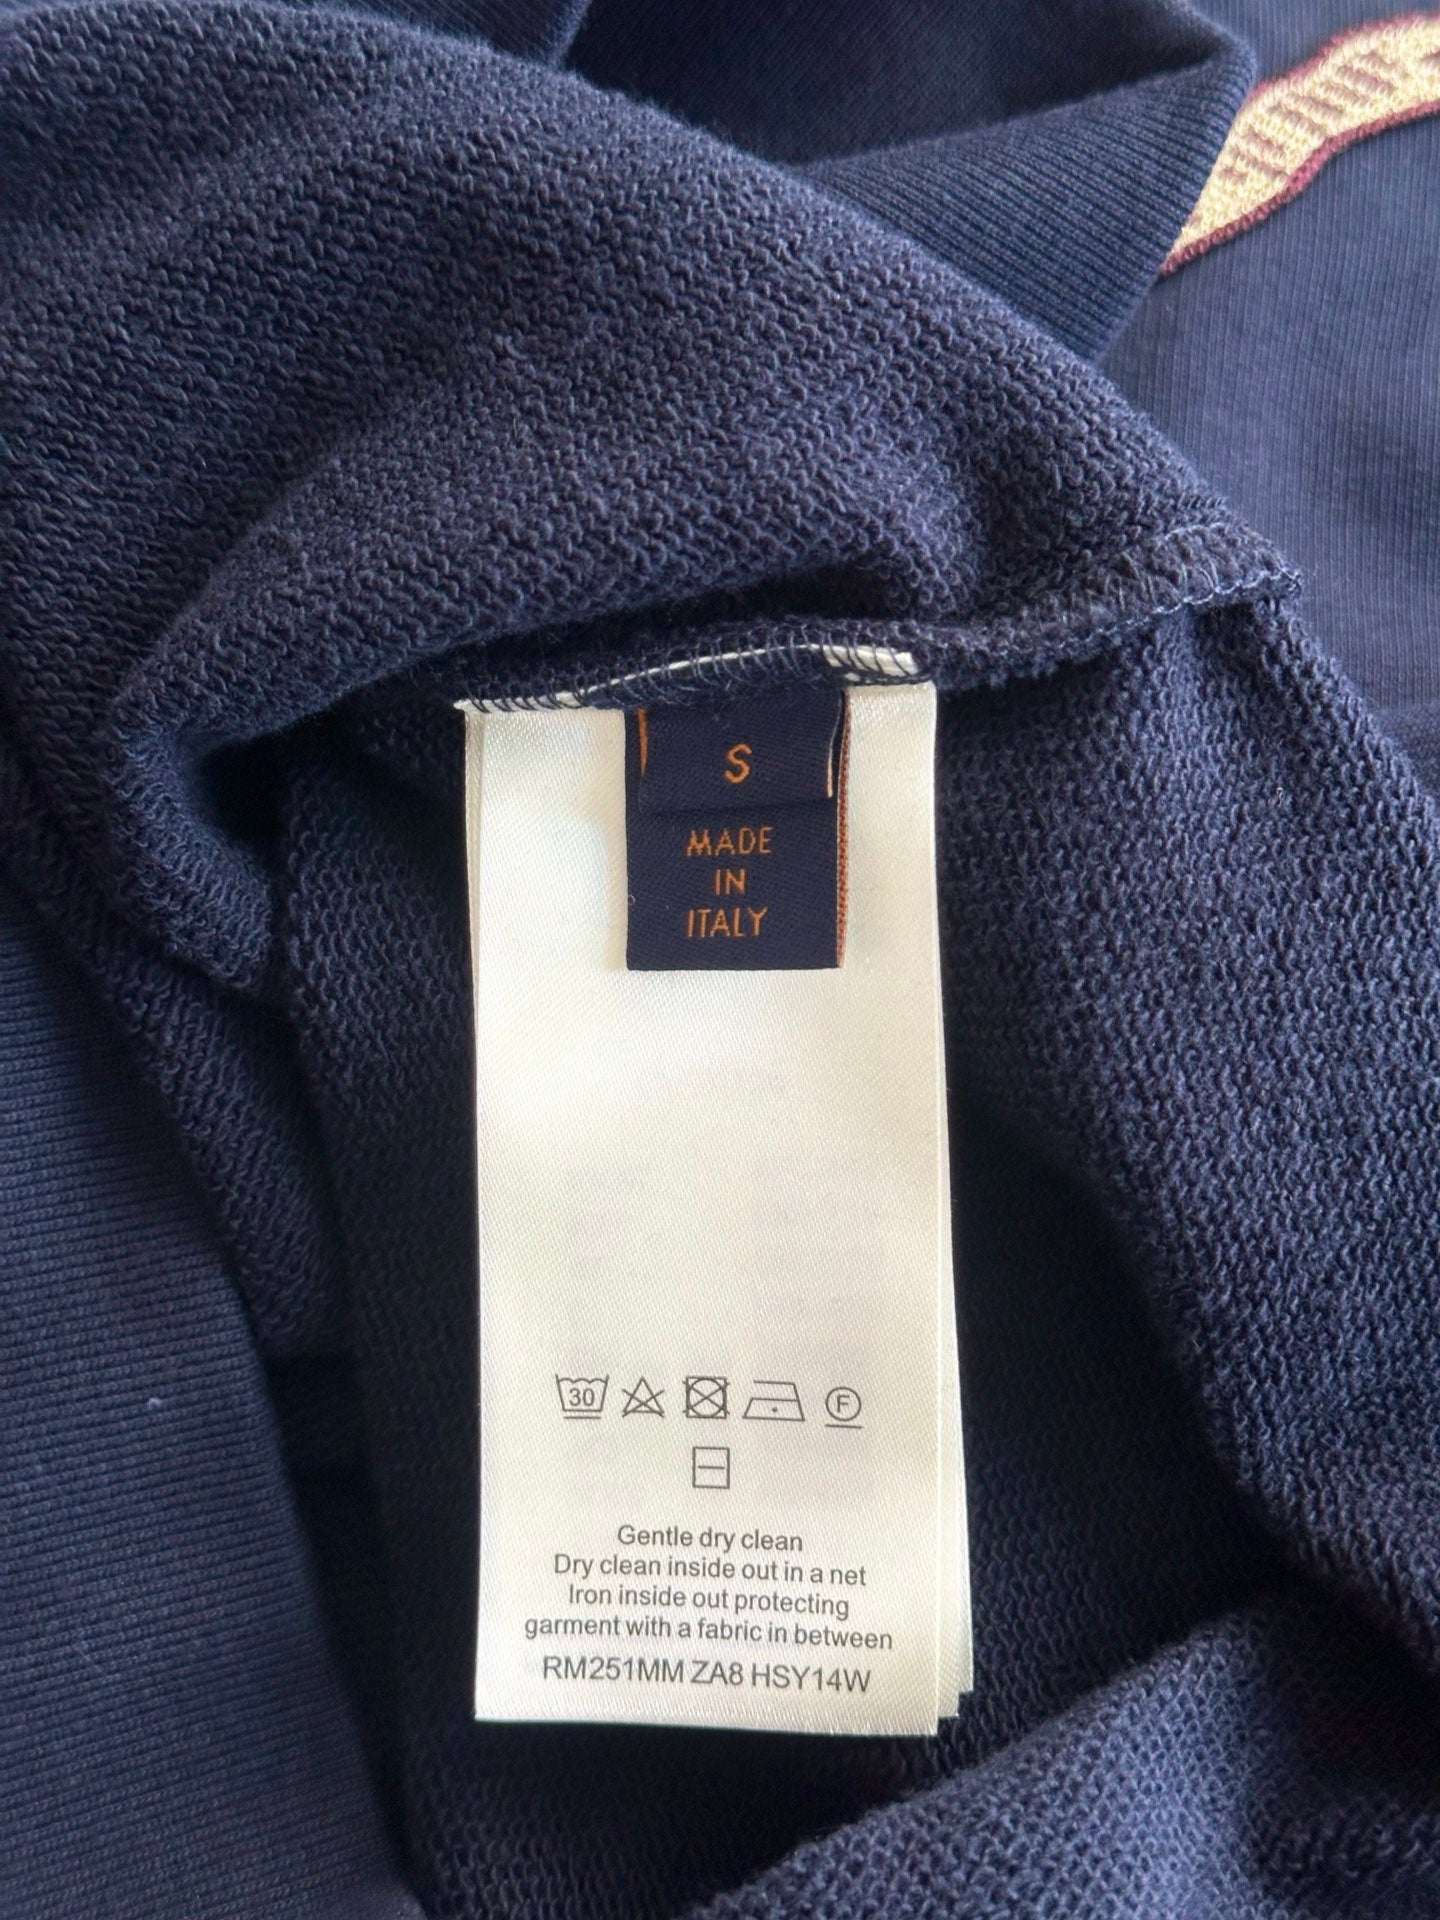 S
MADE
IN
ITALY
30
F
Gentle dry clean
Dry clean inside out in a net
Iron inside out protecting
garment with a fabric in between
RM251MM ZA8 HSY14W